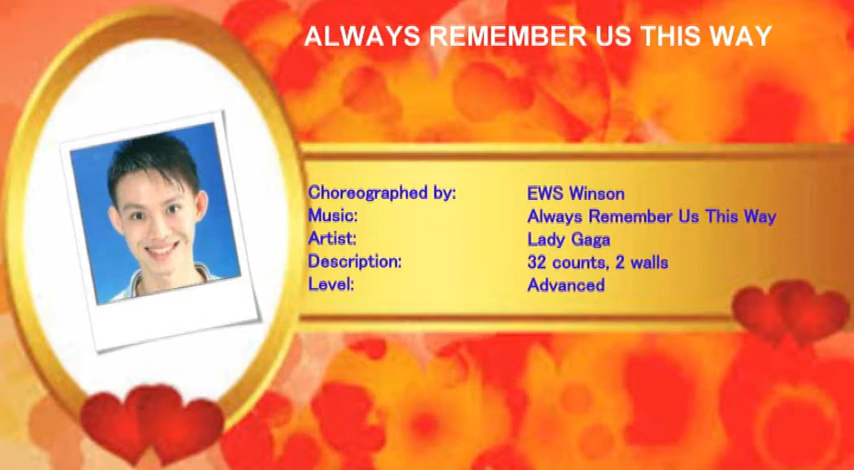 ALWAYS REMEMBER US THIS WAY
Choreographed by: EWS Winson
Music: Always Remember Us This Way
Artist: Lady Gaga
Description: 32 counts, 2 walls
Level: Advanced